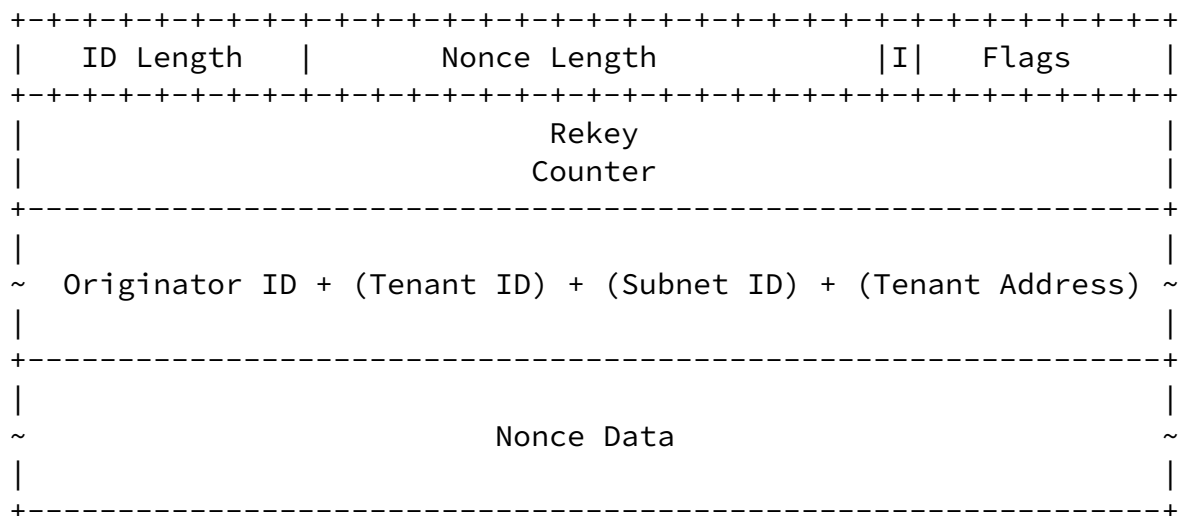 +-+-+-+-+-+-+-+-+-+-+-+-+-+-+-+-+-+-+-+-+-+-+-+-+-+-+-+-+-+-+-+-+
|   ID Length   |       Nonce Length            |I|   Flags     |
+-+-+-+-+-+-+-+-+-+-+-+-+-+-+-+-+-+-+-+-+-+-+-+-+-+-+-+-+-+-+-+-+
|                             Rekey                             |
|                            Counter                            |
+---------------------------------------------------------------+
|                                                               |
~  Originator ID + (Tenant ID) + (Subnet ID) + (Tenant Address) ~
|                                                               |
+---------------------------------------------------------------+
|                                                               |
~                          Nonce Data                           ~
|                                                               |
+---------------------------------------------------------------+